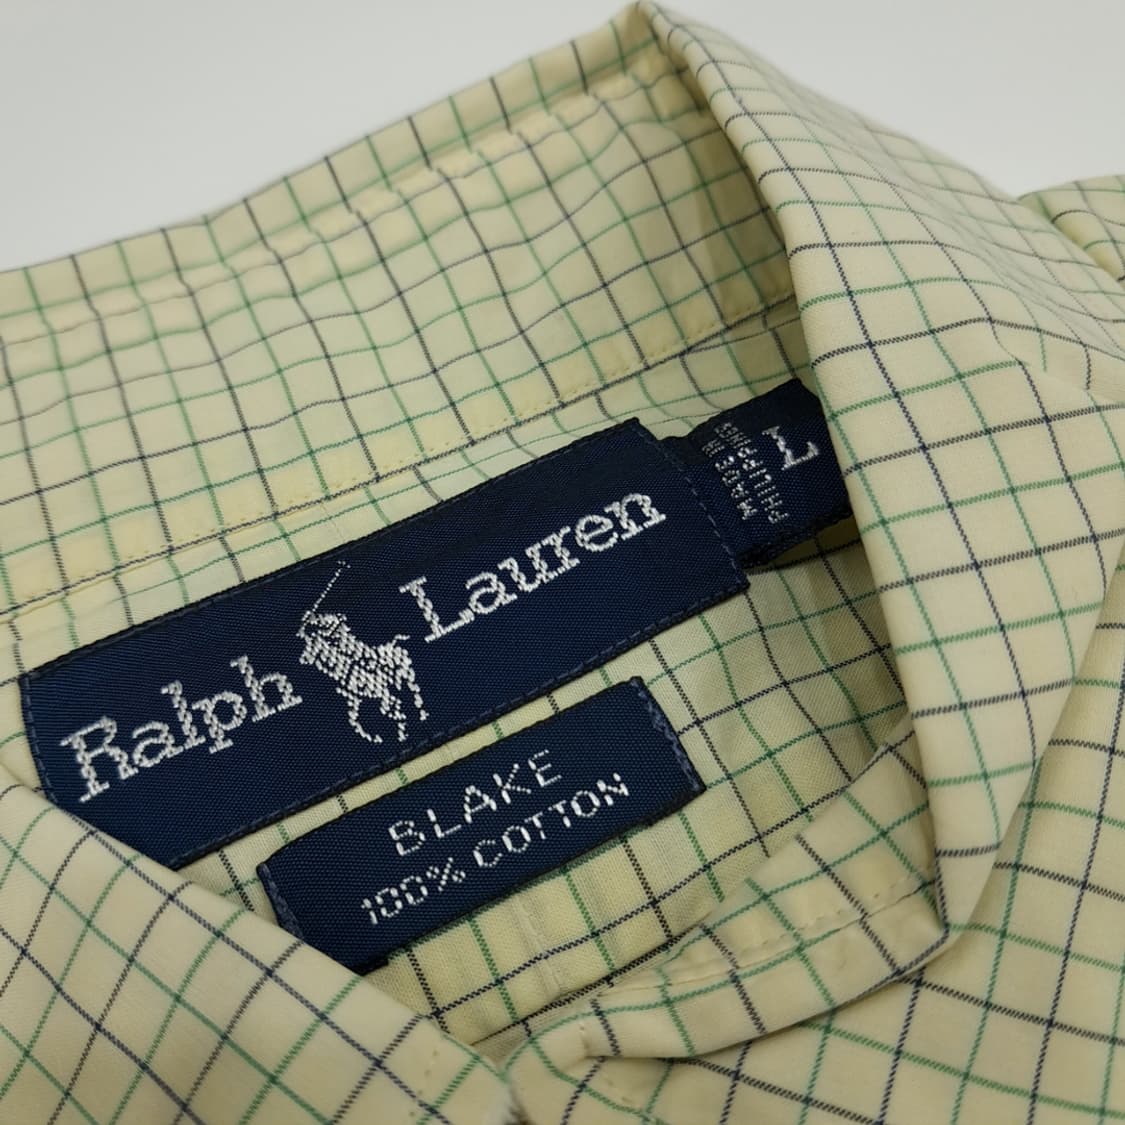 Ralph Lauren
L
MADE IN
PHILIPPINES
BLAKE
100% COTTON